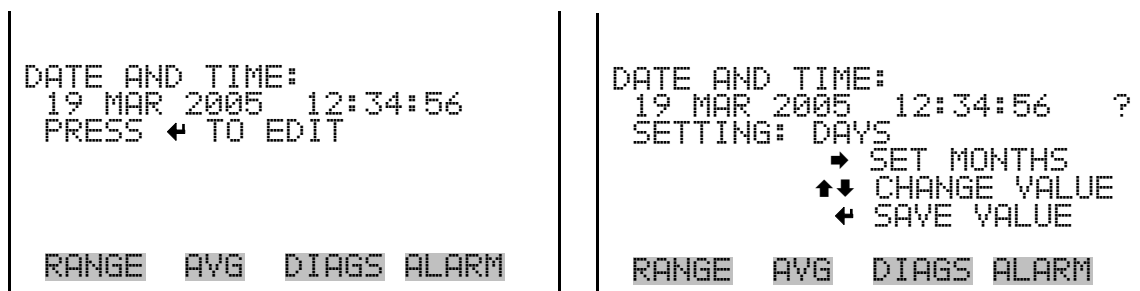 DATE AND TIME:
19 MAR 2005 12:34:56
PRESS ↵ TO EDIT
RANGE AVG DIAGS ALARM
DATE AND TIME:
19 MAR 2005 12:34:56 ?
SETTING: DAYS
➡ SET MONTHS
⬆⬇ CHANGE VALUE
↵ SAVE VALUE
RANGE AVG DIAGS ALARM